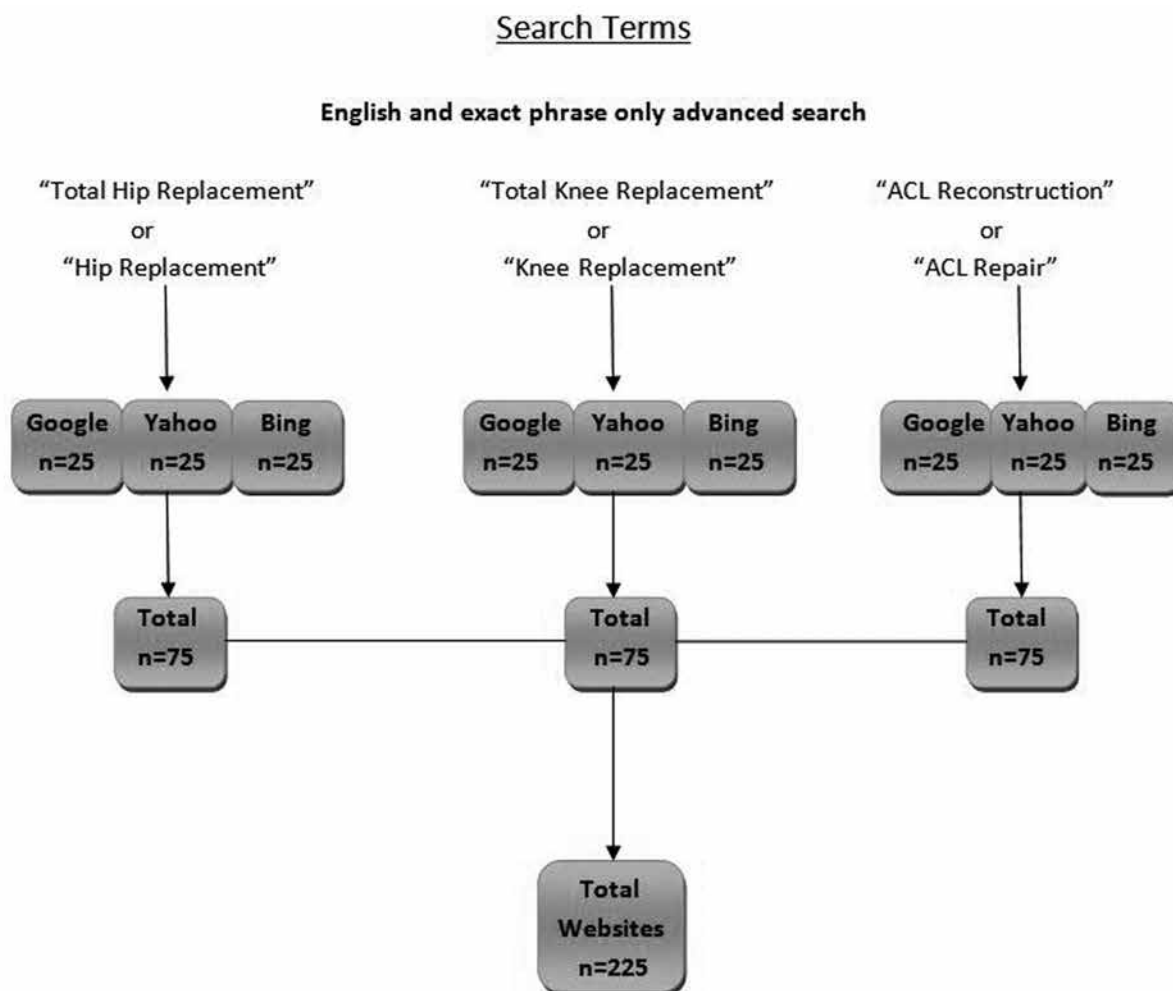 Search Terms
English and exact phrase only advanced search
“Total Hip Replacement”
or
“Hip Replacement”
“Total Knee Replacement”
or
“Knee Replacement”
“ACL Reconstruction”
or
“ACL Repair”
Google
n=25
Yahoo
n=25
Bing
n=25
Google
n=25
Yahoo
n=25
Bing
n=25
Google
n=25
Yahoo
n=25
Bing
n=25
Total
n=75
Total
n=75
Total
n=75
Total
Websites
n=225